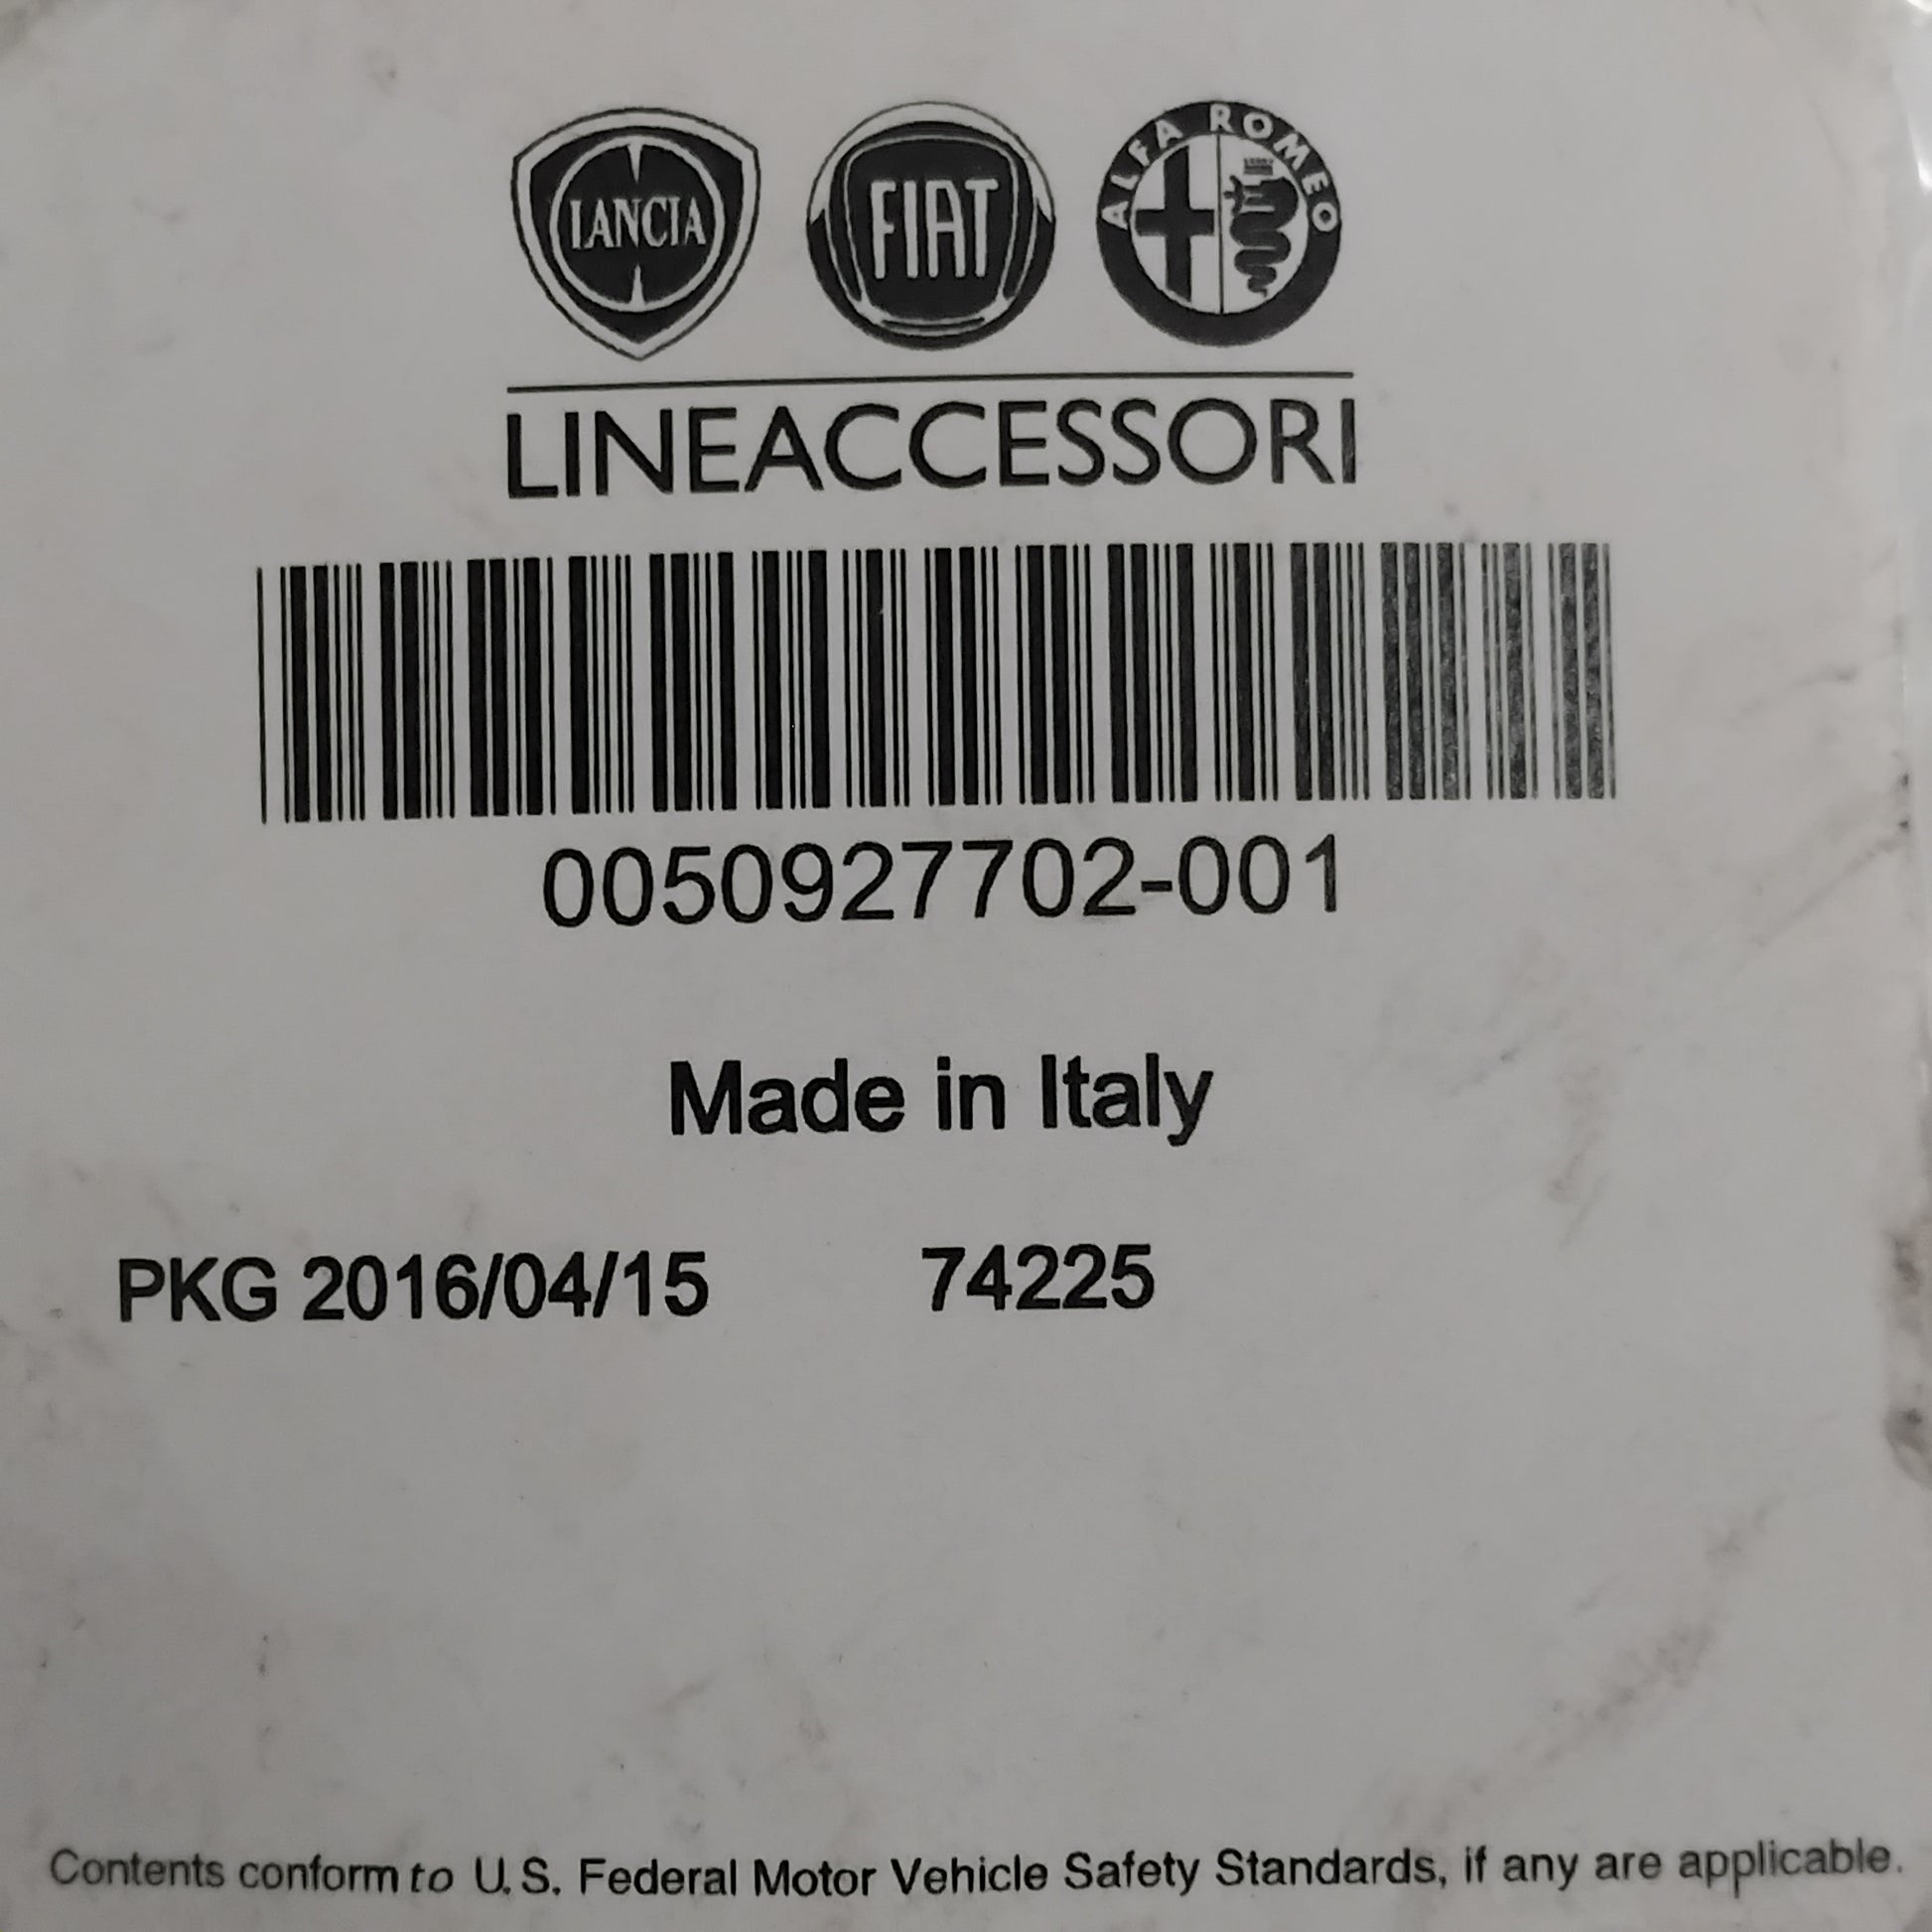 LANCIA FIAT ALFA ROMEO
LINEACCESSORI
0050927702-001
Made in Italy
PKG 2016/04/15 74225
Contents conform to U.S. Federal Motor Vehicle Safety Standards, if any are applicable.